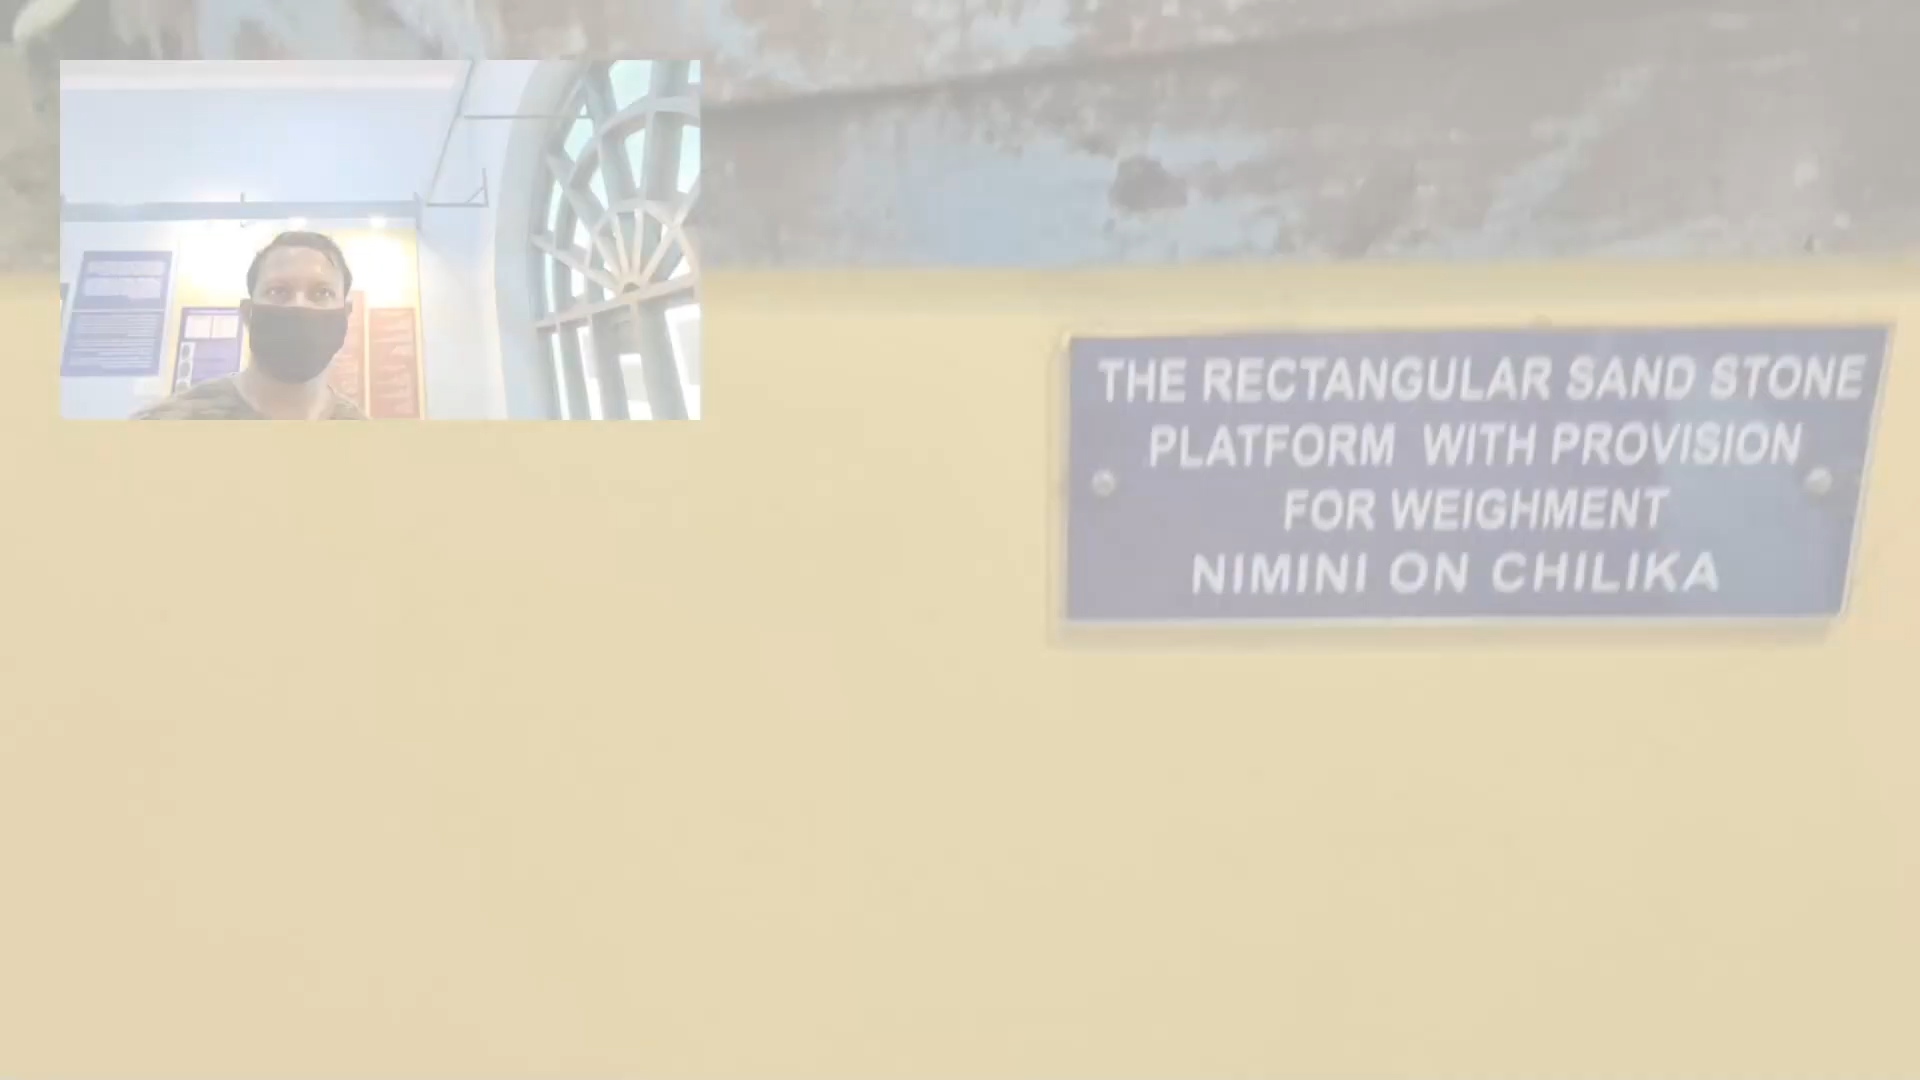 THE RECTANGULAR SAND STONE
PLATFORM WITH PROVISION
FOR WEIGHMENT
NIMINI ON CHILIKA